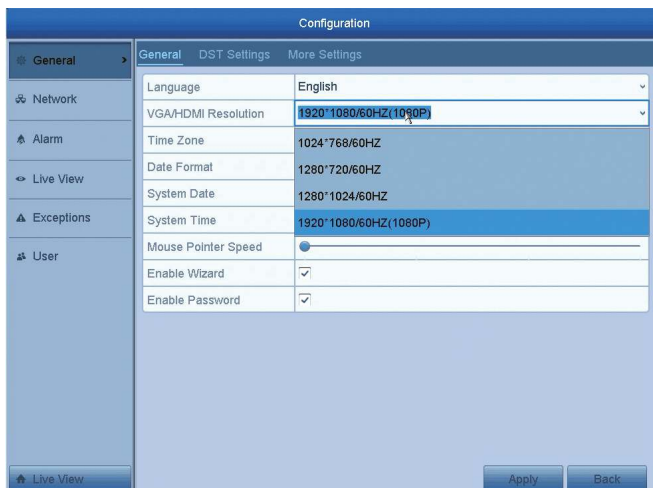 Configuration
General
Network
Alarm
Live View
Exceptions
User
Live View
General DST Settings More Settings
Language English
VGA/HDMI Resolution 1920*1080/60HZ(1080P)
Time Zone 1024*768/60HZ
Date Format 1280*720/60HZ
System Date 1280*1024/60HZ
System Time 1920*1080/60HZ(1080P)
Mouse Pointer Speed
Enable Wizard
Enable Password
Apply Back